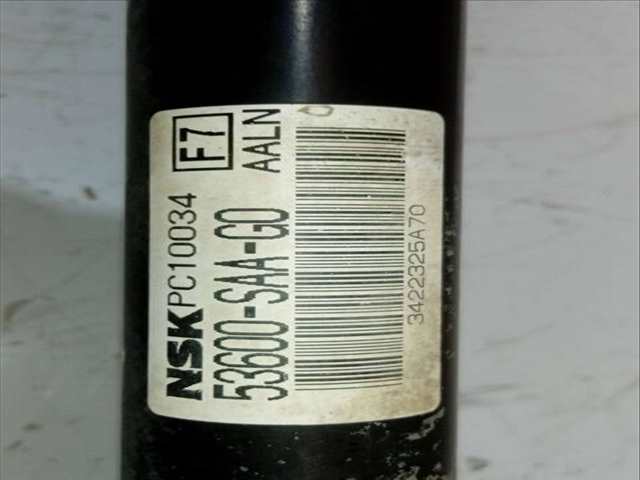 NSK PC10034 F7
53600-SAA-G0 AALN
3422325A70